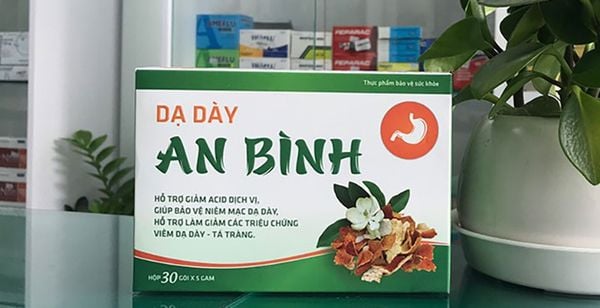 Thực phẩm bảo vệ sức khỏe
DẠ DÀY
AN BÌNH
HỖ TRỢ GIẢM ACID DỊCH VỊ,
GIÚP BẢO VỆ NIÊM MẠC DẠ DÀY,
HỖ TRỢ LÀM GIẢM CÁC TRIỆU CHỨNG
VIÊM DẠ DÀY - TÁ TRÀNG.
HỘP 30 GÓI X 5 GAM
HEPARAC